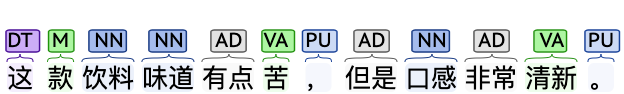 DT M NN NN AD VA PU AD NN AD VA PU
这 款 饮料 味道 有点 苦 ， 但是 口感 非常 清新 。